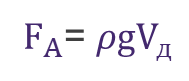 F_A = ρgV_д